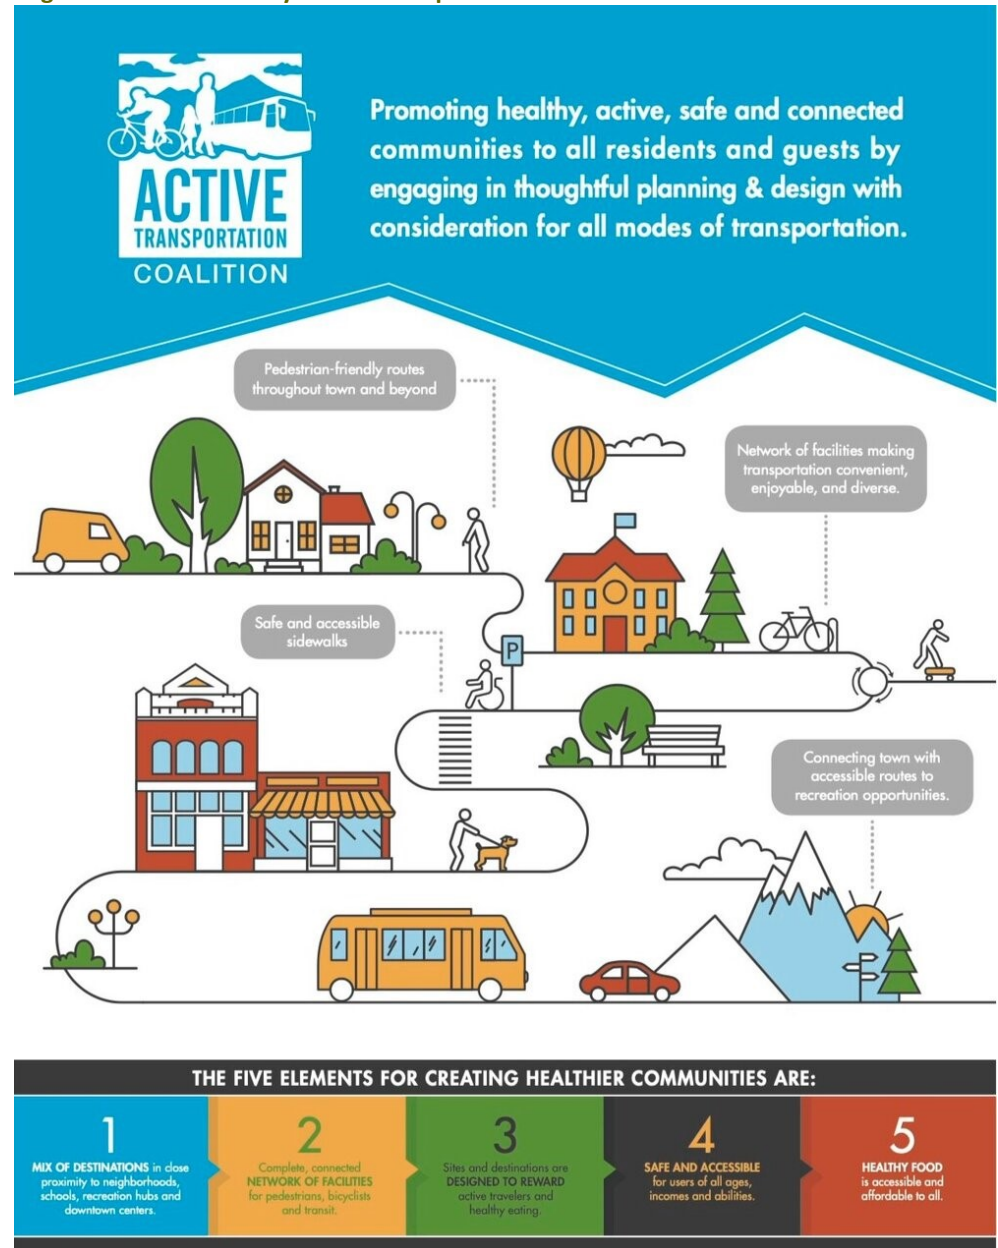 ACTIVE
TRANSPORTATION
COALITION
Promoting healthy, active, safe and connected
communities to all residents and guests by
engaging in thoughtful planning & design with
consideration for all modes of transportation.
Pedestrian-friendly routes
throughout town and beyond
Network of facilities making
transportation convenient,
enjoyable, and diverse.
Safe and accessible
sidewalks
P
Connecting town with
accessible routes to
recreation opportunities.
THE FIVE ELEMENTS FOR CREATING HEALTHIER COMMUNITIES ARE:
1
MIX OF DESTINATIONS in close
proximity to neighborhoods,
schools, recreation hubs and
downtown centers.
2
Complete, connected
NETWORK OF FACILITIES
for pedestrians, bicyclists
and transit.
3
Sites and destinations are
DESIGNED TO REWARD
active travelers and
healthy eating.
4
SAFE AND ACCESSIBLE
for users of all ages,
incomes and abilities.
5
HEALTHY FOOD
is accessible and
affordable to all.